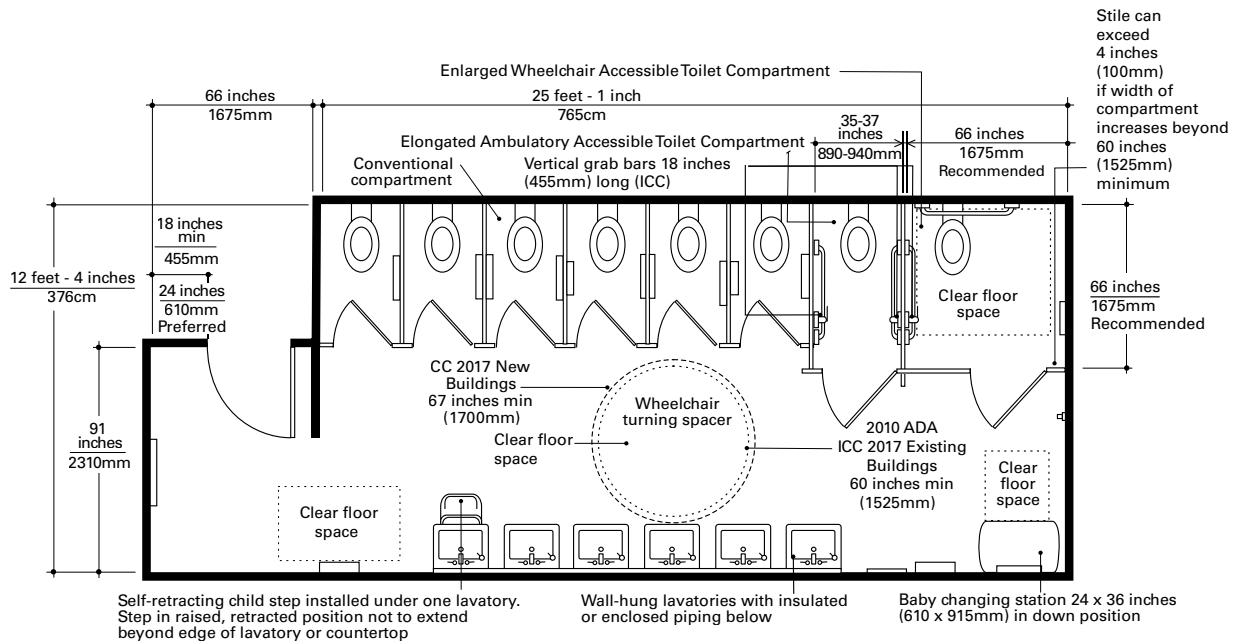 Stile can
exceed
4 inches
(100mm)
if width of
compartment
increases beyond
60 inches
(1525mm)
minimum
Enlarged Wheelchair Accessible Toilet Compartment
66 inches
1675mm
25 feet - 1 inch
765cm
35-37
inches
890-940mm
66 inches
1675mm
Recommended
Elongated Ambulatory Accessible Toilet Compartment
Conventional
compartment
Vertical grab bars 18 inches
(455mm) long (ICC)
18 inches
min
455mm
12 feet - 4 inches
376cm
24 inches
610mm
Preferred
Clear floor
space
66 inches
1675mm
Recommended
CC 2017 New
Buildings
67 inches min
(1700mm)
Wheelchair
turning spacer
Clear floor
space
2010 ADA
ICC 2017 Existing
Buildings
60 inches min
(1525mm)
91
inches
2310mm
Clear floor
space
Clear
floor
space
Self-retracting child step installed under one lavatory.
Step in raised, retracted position not to extend
beyond edge of lavatory or countertop
Wall-hung lavatories with insulated
or enclosed piping below
Baby changing station 24 x 36 inches
(610 x 915mm) in down position